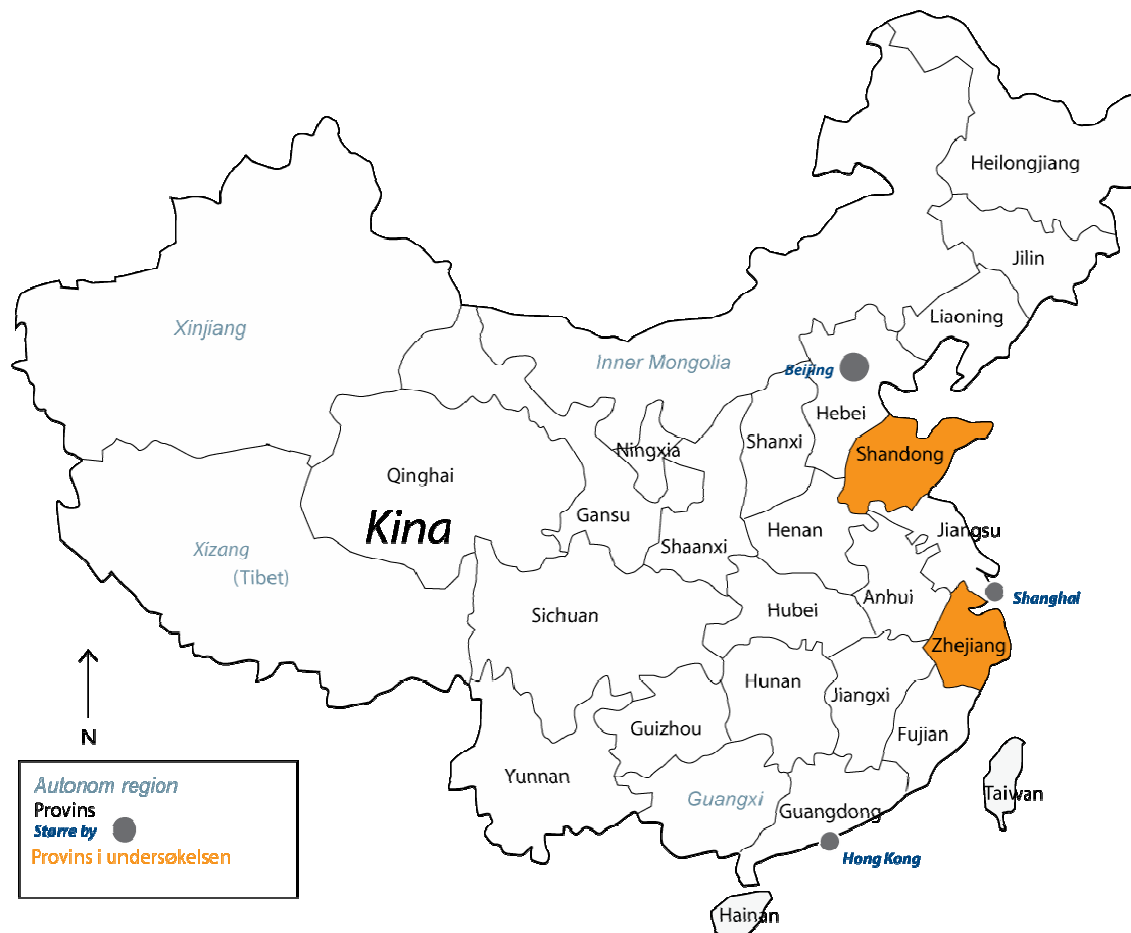 Heilongjiang
Jilin
Liaoning
Xinjiang
Inner Mongolia
Beijing
Hebei
Shanxi
Ningxia
Shandong
Qinghai
Kina
Gansu
Henan
Jiangsu
Shaanxi
Xizang
(Tibet)
Sichuan
Hubei
Anhui
Shanghai
Zhejiang
Hunan
Jiangxi
Guizhou
Fujian
N
Yunnan
Guangxi
Guangdong
Taiwan
Hong Kong
Hainan
Autonom region
Provins
Større by
Provins i undersøkelsen